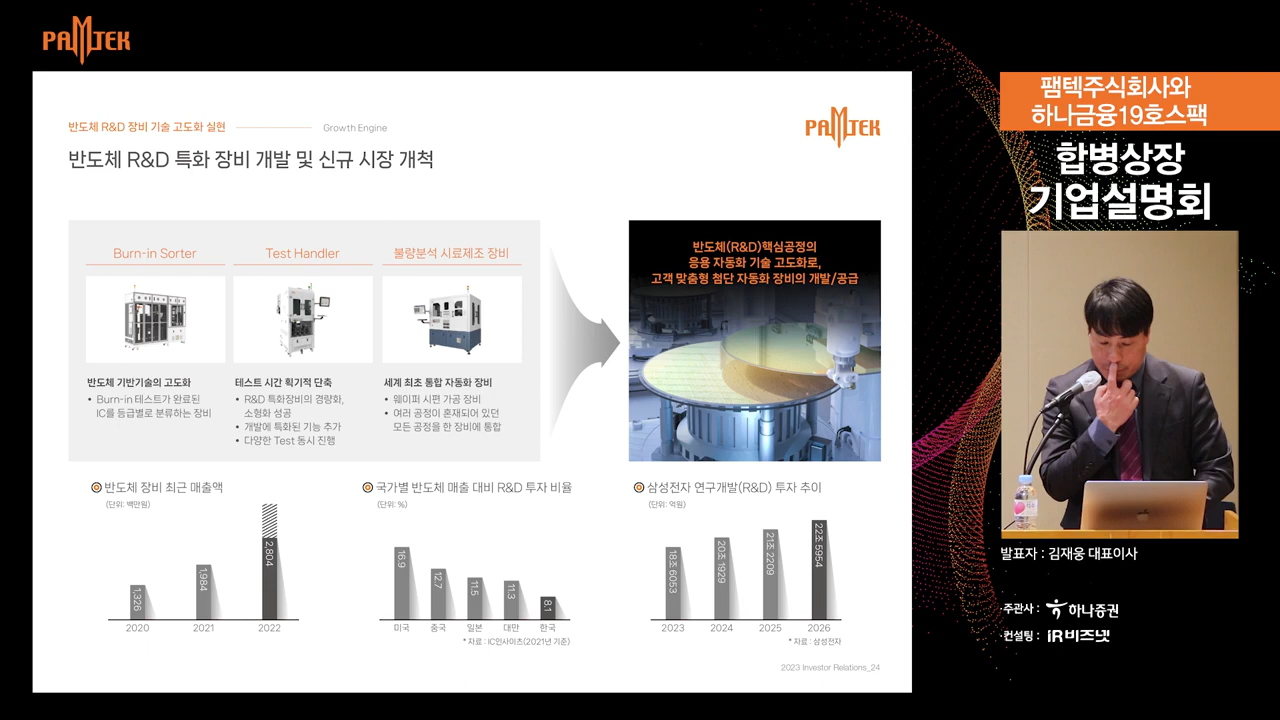 PAMTEK
반도체 R&D 장비 기술 고도화 실현
Growth Engine
PAMTEK
반도체 R&D 특화 장비 개발 및 신규 시장 개척
Burn-in Sorter
반도체 기반기술의 고도화
• Burn-in 테스트가 완료된
IC를 등급별로 분류하는 장비
Test Handler
테스트 시간 획기적 단축
• R&D 특화장비의 경량화,
소형화 성공
• 개발에 특화된 기능 추가
• 다양한 Test 동시 진행
불량분석 시료제조 장비
세계 최초 통합 자동화 장비
• 웨이퍼 시편 가공 장비
• 여러 공정이 혼재되어 있던
모든 공정을 한 장비에 통합
반도체(R&D)핵심공정의
응용 자동화 기술 고도화로,
고객 맞춤형 첨단 자동화 장비의 개발/공급
반도체 장비 최근 매출액
(단위: 백만원)
1,326
1,984
2,804
2020
2021
2022
국가별 반도체 매출 대비 R&D 투자 비율
(단위: %)
16.9
12.7
11.5
11.3
8.1
미국
중국
일본
대만
한국
* 자료 : IC인사이츠(2021년 기준)
삼성전자 연구개발(R&D) 투자 추이
(단위: 억원)
18조 6053
20조 1929
21조 2209
22조 5954
2023
2024
2025
2026
* 자료 : 삼성전자
2023 Investor Relations_24
팸텍주식회사와
하나금융19호스팩
합병상장
기업설명회
발표자 : 김재웅 대표이사
주관사 : 하나증권
컨설팅 : IR비즈넷